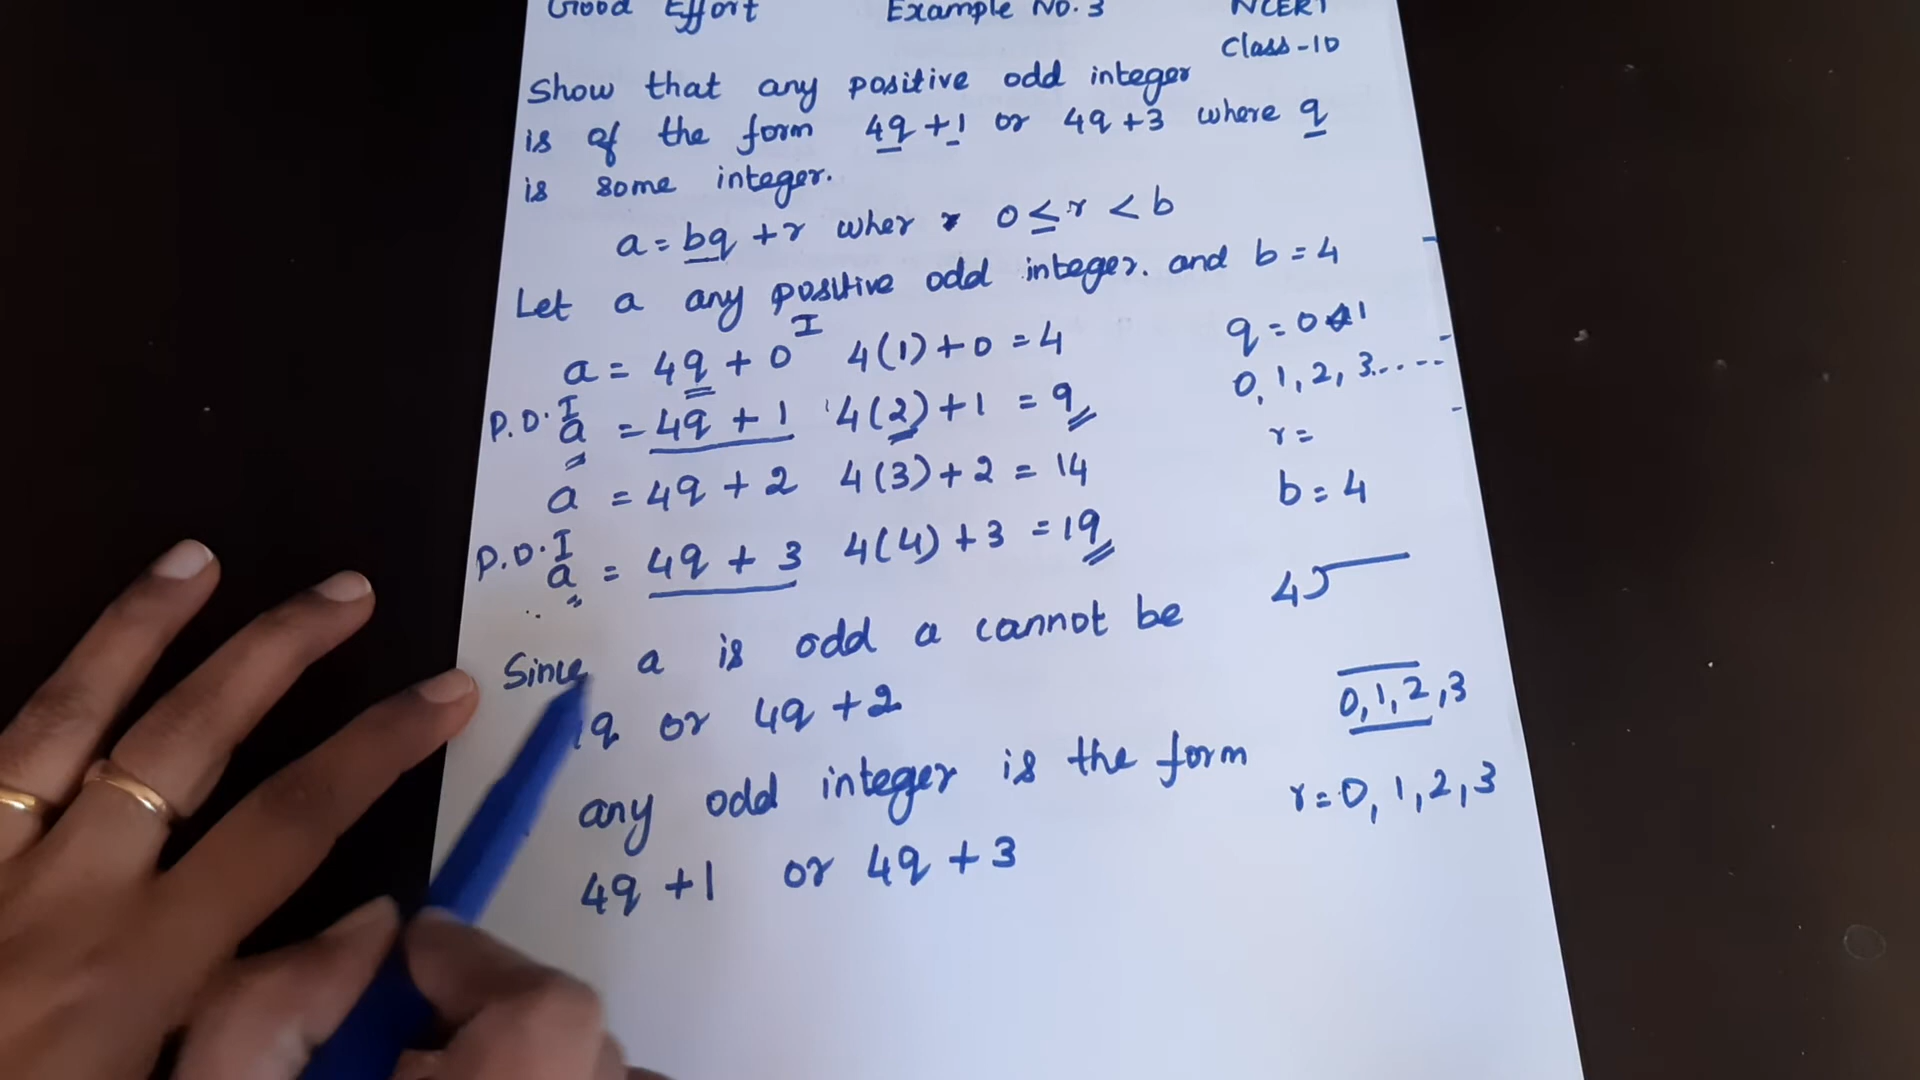 Good Effort Example No. 3 NCERT
Class-10
Show that any positive odd integer
is of the form 4q+1 or 4q+3 where q
is some integer.
a = bq + r wher 0 ≤ r < b
Let a any positive odd integer. and b = 4
a = 4q + 0 I 4(1)+0 = 4 q = 0 1
0, 1, 2, 3.....
P.O.I a = 4q + 1 4(2)+1 = 9
r =
a = 4q + 2 4(3)+2 = 14 b = 4
P.O.I a = 4q + 3 4(4)+3 = 19
4
Since a is odd a cannot be
0,1,2,3
q or 4q+2
any odd integer is the form
r = 0, 1, 2, 3
4q+1 or 4q+3